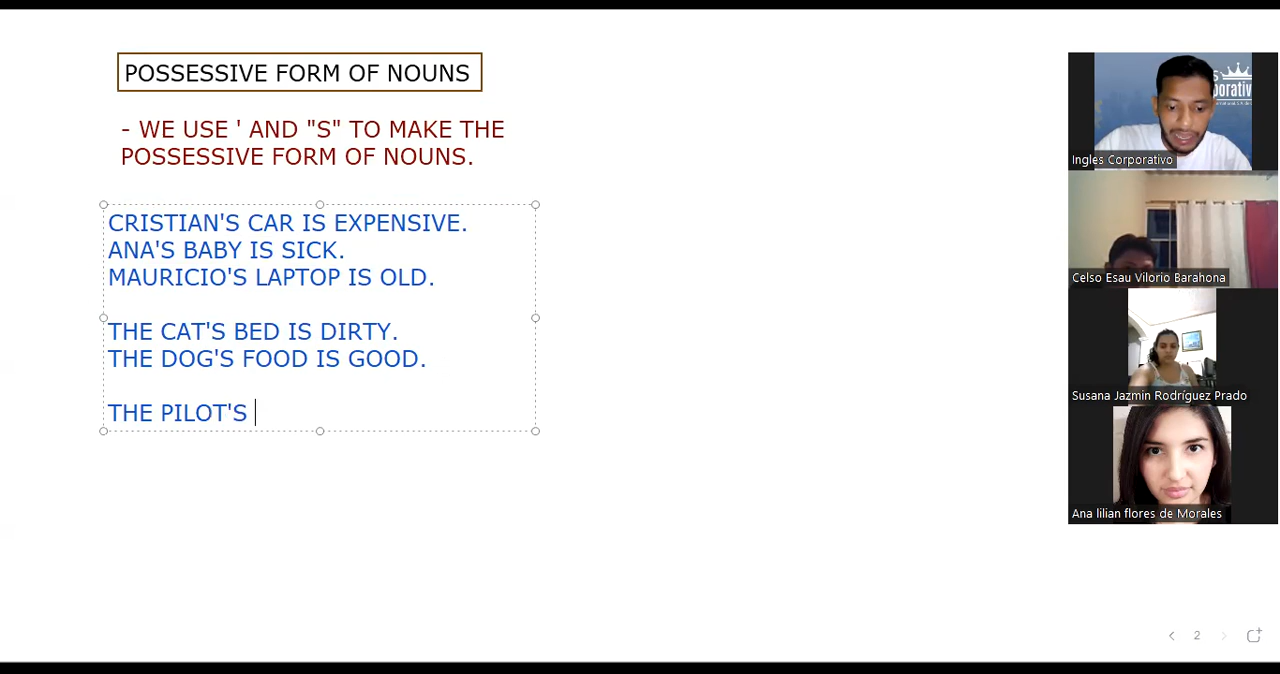 POSSESSIVE FORM OF NOUNS
- WE USE ' AND "S" TO MAKE THE
POSSESSIVE FORM OF NOUNS.
CRISTIAN'S CAR IS EXPENSIVE.
ANA'S BABY IS SICK.
MAURICIO'S LAPTOP IS OLD.
THE CAT'S BED IS DIRTY.
THE DOG'S FOOD IS GOOD.
THE PILOT'S
Ingles Corporativo
Celso Esau Vilorio Barahona
Susana Jazmin Rodríguez Prado
Ana lilian flores de Morales
2